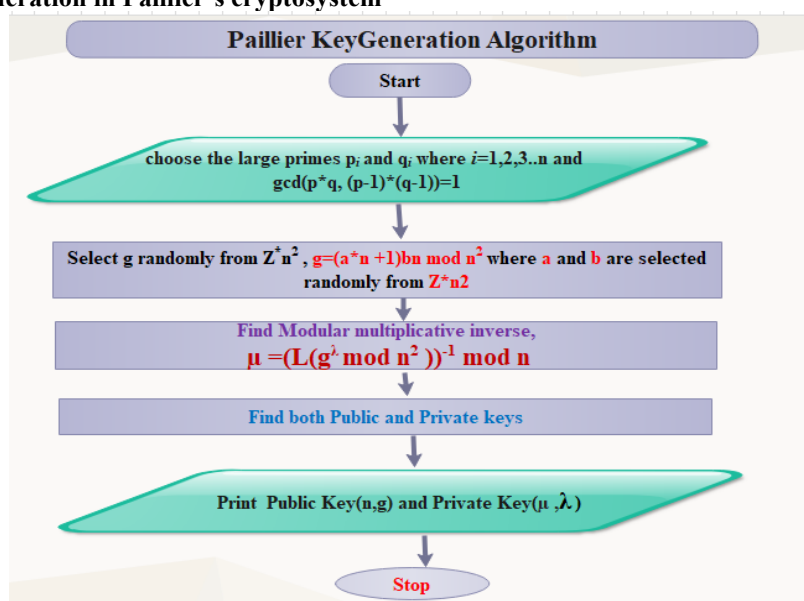 Paillier KeyGeneration Algorithm
Start
choose the large primes pᵢ and qᵢ where i=1,2,3..n and
gcd(p*q, (p-1)*(q-1))=1
Select g randomly from Z*n² , g=(a*n +1)bn mod n² where a and b are selected
randomly from Z*n2
Find Modular multiplicative inverse,
μ =(L(g^λ mod n² ))⁻¹ mod n
Find both Public and Private keys
Print Public Key(n,g) and Private Key(μ ,λ)
Stop